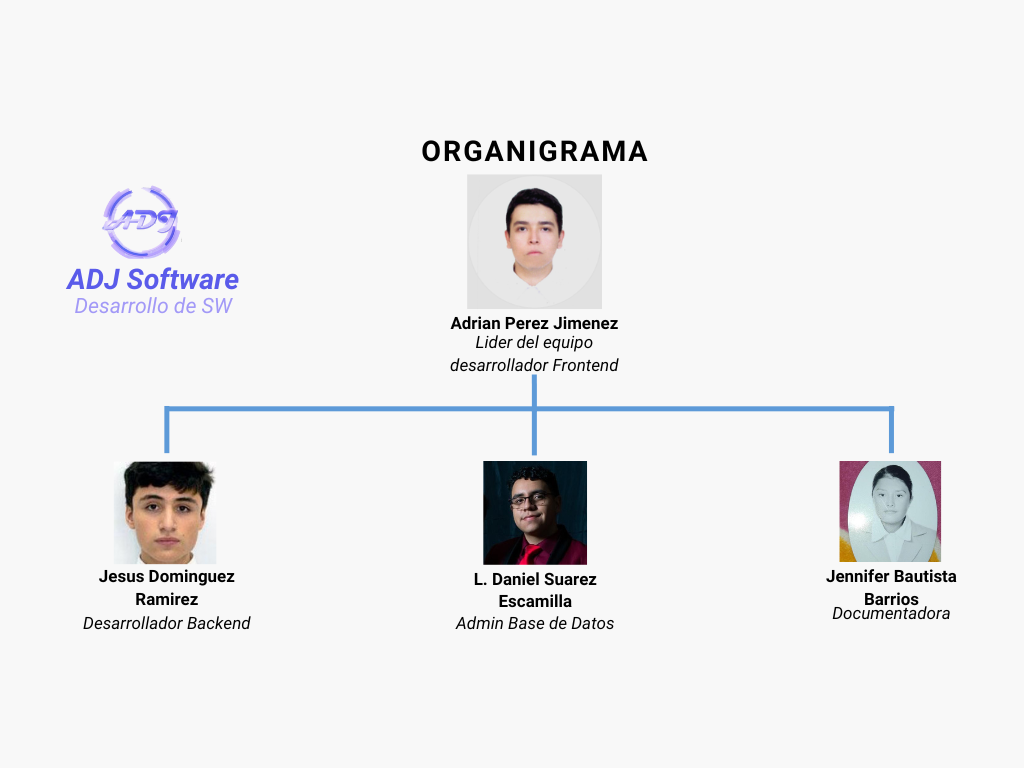 ORGANIGRAMA
ADJ
ADJ Software
Desarrollo de SW
Adrian Perez Jimenez
Lider del equipo
desarrollador Frontend
Jesus Dominguez
Ramirez
Desarrollador Backend
L. Daniel Suarez
Escamilla
Admin Base de Datos
Jennifer Bautista
Barrios
Documentadora